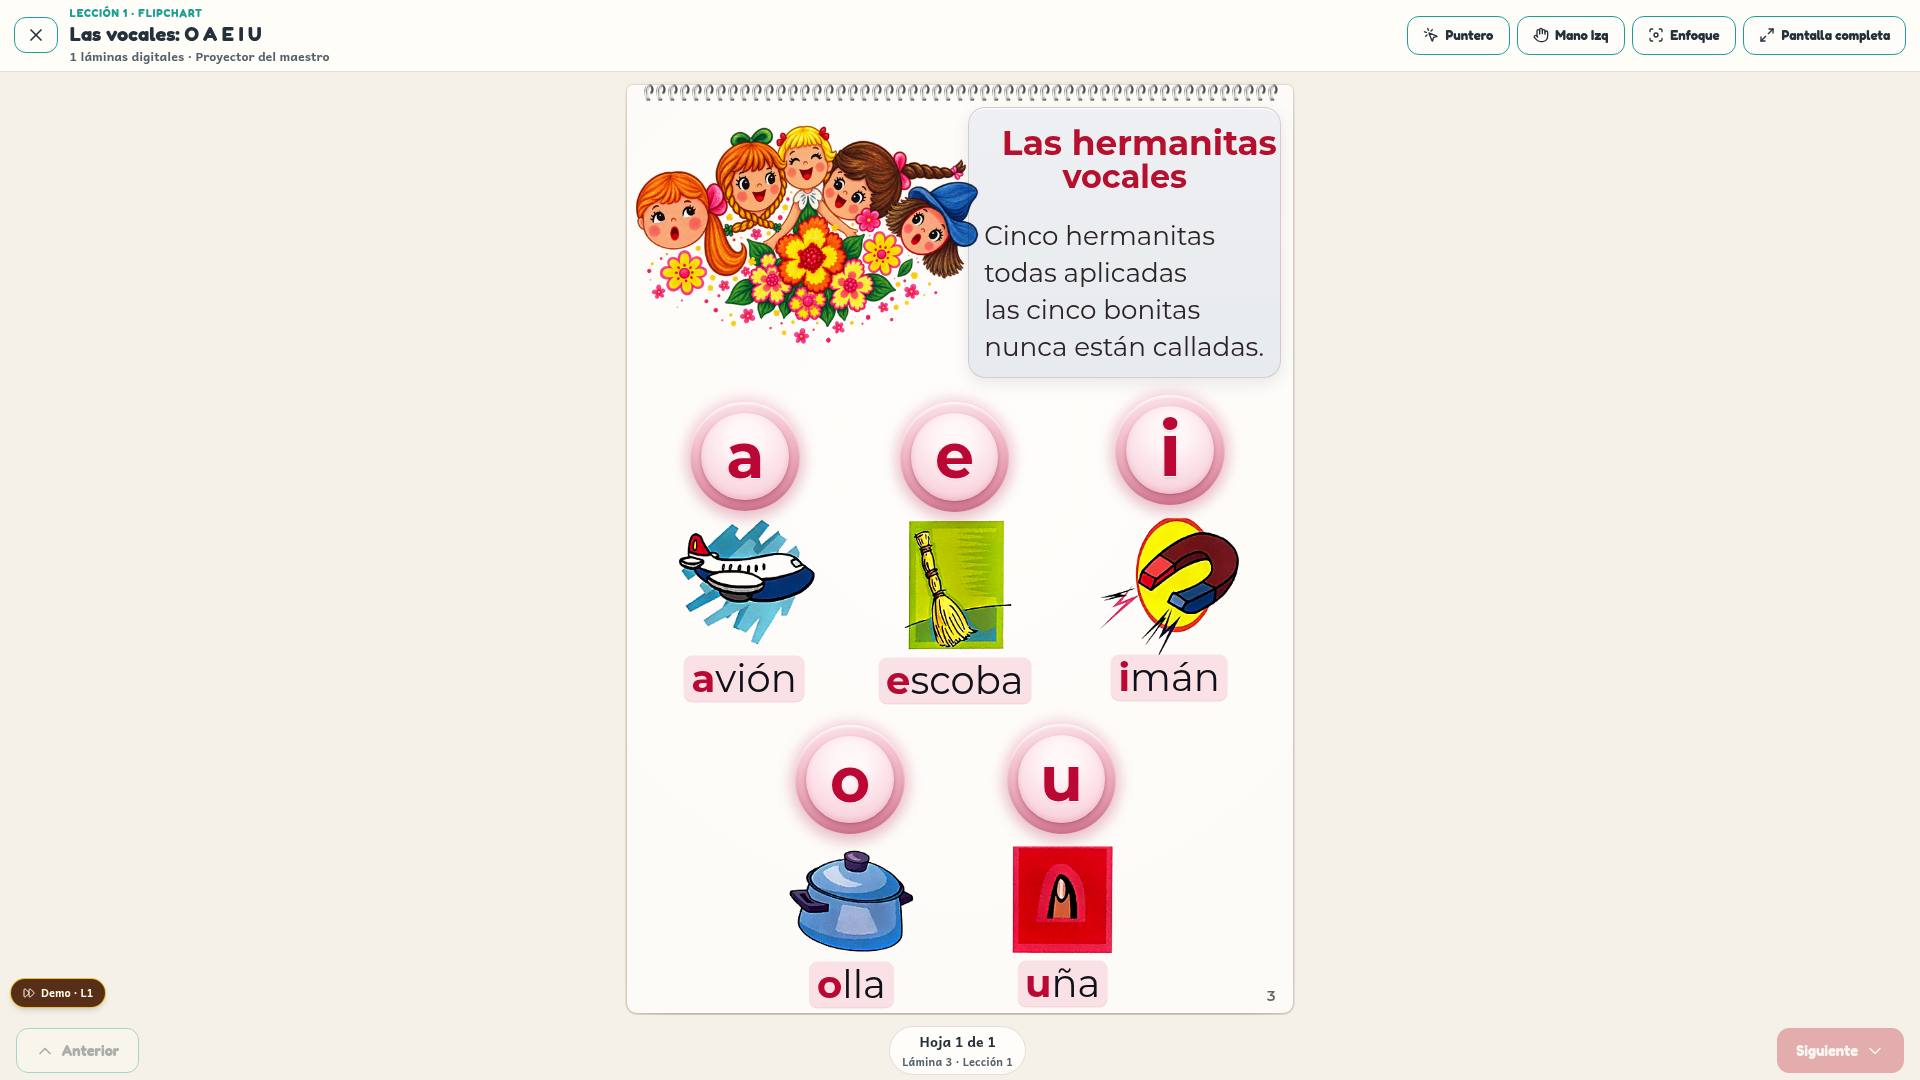 LECCIÓN 1 · FLIPCHART
Las vocales: O A E I U
1 láminas digitales · Proyector del maestro
Puntero
Mano Izq
Enfoque
Pantalla completa
Las hermanitas
vocales
Cinco hermanitas
todas aplicadas
las cinco bonitas
nunca están calladas.
a e i
avión escoba imán
o u
olla uña
3
Demo · L1
Anterior
Hoja 1 de 1
Lámina 3 · Lección 1
Siguiente